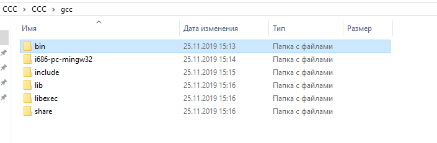 CCC > CCC > gcc
Имя Дата изменения Тип Размер
bin 25.11.2019 15:13 Папка с файлами
i686-pc-mingw32 25.11.2019 15:14 Папка с файлами
include 25.11.2019 15:15 Папка с файлами
lib 25.11.2019 15:16 Папка с файлами
libexec 25.11.2019 15:16 Папка с файлами
share 25.11.2019 15:16 Папка с файлами